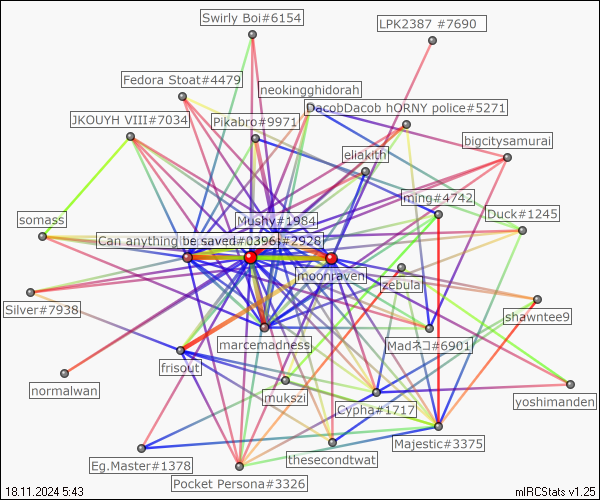 Swirly Boi#6154
LPK2387 #7690
Fedora Stoat#4479
neokingghidorah
DacobDacob hORNY police#5271
JKOUYH VIII#7034
Pikabro#9971
bigcitysamurai
eliakith
ming#4742
somass
Mushy#1984
Duck#1245
Can anything be saved#0396
#2928
moonraven
zebula
Silver#7938
shawntee9
marcemadness
Madネコ#6901
frisout
normalwan
mukszi
yoshimanden
Cypha#1717
Majestic#3375
thesecondtwat
Eg.Master#1378
Pocket Persona#3326
18.11.2024 5:43
mIRCStats v1.25